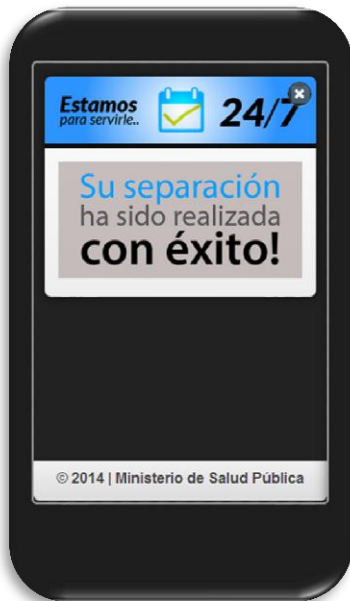 Estamos
para servirle..
24/7
Su separación
ha sido realizada
con éxito!
© 2014 | Ministerio de Salud Pública